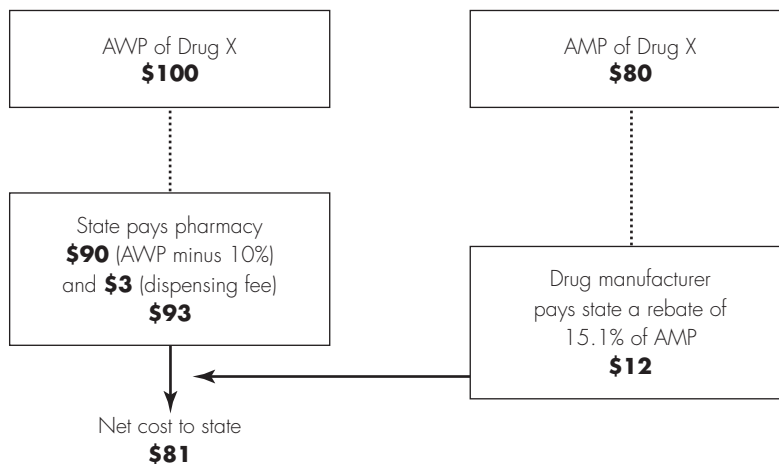 AWP of Drug X
$100
AMP of Drug X
$80
State pays pharmacy
$90 (AWP minus 10%)
and $3 (dispensing fee)
$93
Drug manufacturer
pays state a rebate of
15.1% of AMP
$12
Net cost to state
$81